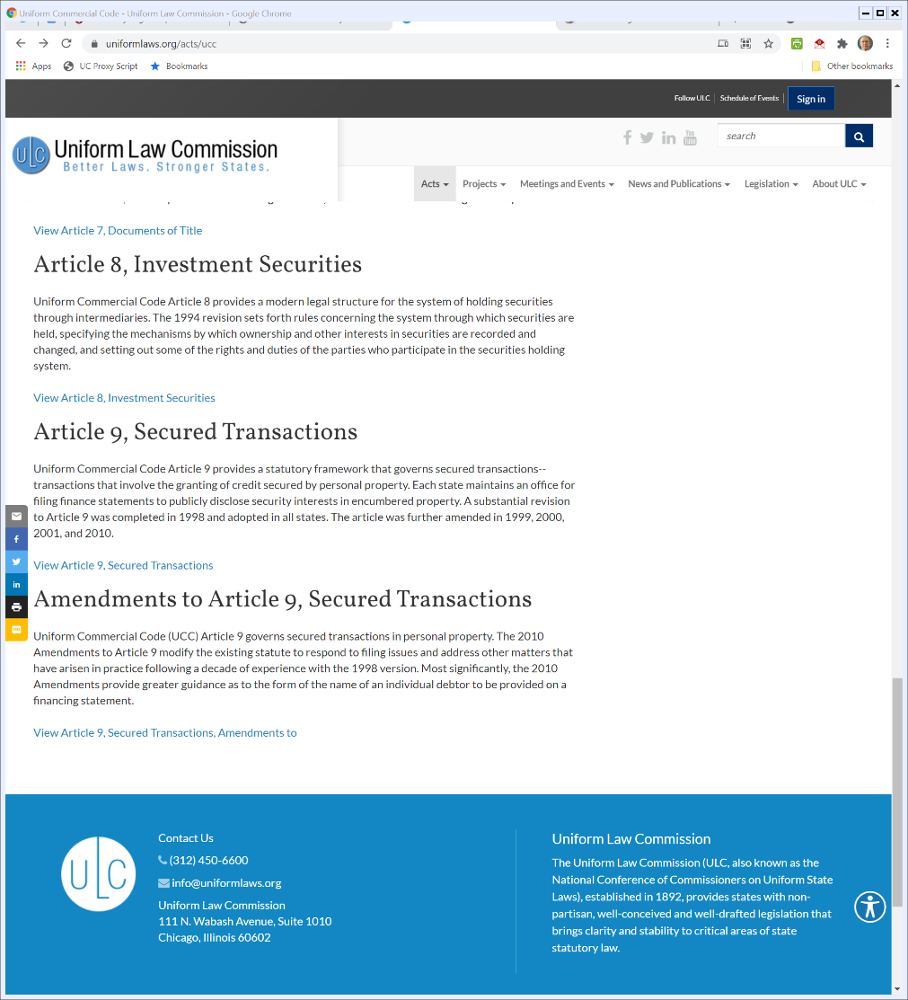 Uniform Commercial Code - Uniform Law Commission - Google Chrome
uniformlaws.org/acts/ucc
Apps UC Proxy Script Bookmarks Other bookmarks
Follow ULC Schedule of Events Sign in
ULC Uniform Law Commission
Better Laws. Stronger States.
search
Acts Projects Meetings and Events News and Publications Legislation About ULC
View Article 7, Documents of Title
Article 8, Investment Securities
Uniform Commercial Code Article 8 provides a modern legal structure for the system of holding securities
through intermediaries. The 1994 revision sets forth rules concerning the system through which securities are
held, specifying the mechanisms by which ownership and other interests in securities are recorded and
changed, and setting out some of the rights and duties of the parties who participate in the securities holding
system.
View Article 8, Investment Securities
Article 9, Secured Transactions
Uniform Commercial Code Article 9 provides a statutory framework that governs secured transactions--
transactions that involve the granting of credit secured by personal property. Each state maintains an office for
filing finance statements to publicly disclose security interests in encumbered property. A substantial revision
to Article 9 was completed in 1998 and adopted in all states. The article was further amended in 1999, 2000,
2001, and 2010.
View Article 9, Secured Transactions
Amendments to Article 9, Secured Transactions
Uniform Commercial Code (UCC) Article 9 governs secured transactions in personal property. The 2010
Amendments to Article 9 modify the existing statute to respond to filing issues and address other matters that
have arisen in practice following a decade of experience with the 1998 version. Most significantly, the 2010
Amendments provide greater guidance as to the form of the name of an individual debtor to be provided on a
financing statement.
View Article 9, Secured Transactions, Amendments to
ULC
Contact Us
(312) 450-6600
info@uniformlaws.org
Uniform Law Commission
111 N. Wabash Avenue, Suite 1010
Chicago, Illinois 60602
Uniform Law Commission
The Uniform Law Commission (ULC, also known as the
National Conference of Commissioners on Uniform State
Laws), established in 1892, provides states with non-
partisan, well-conceived and well-drafted legislation that
brings clarity and stability to critical areas of state
statutory law.